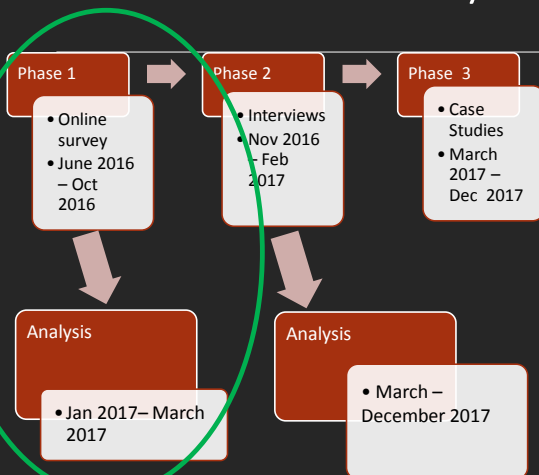 Phase 1
• Online
survey
• June 2016
– Oct
2016
Phase 2
• Interviews
• Nov 2016
– Feb
2017
Phase 3
• Case
Studies
• March
2017 –
Dec 2017
Analysis
• Jan 2017– March
2017
Analysis
• March –
December 2017